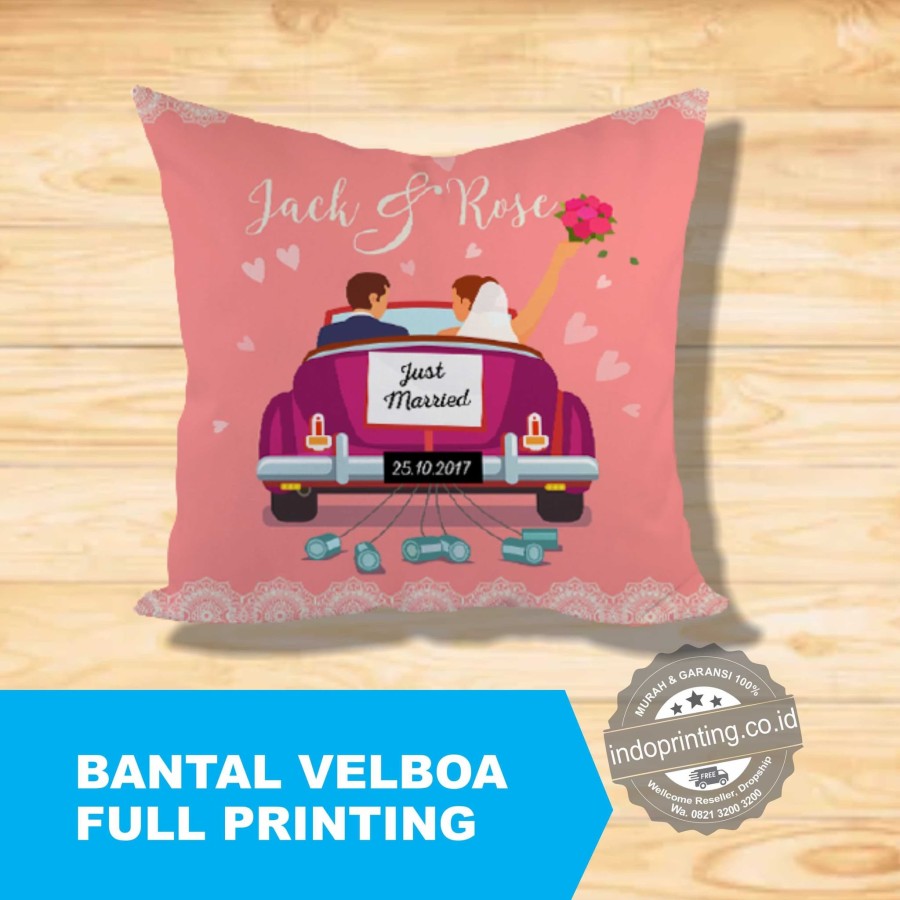 Jack & Rose
Just
Married
25.10.2017
BANTAL VELBOA
FULL PRINTING
MURAH & GARANSI 100%
indoprinting.co.id
FREE
Wellcome Reseller, Dropship
Wa. 0821 3200 3200